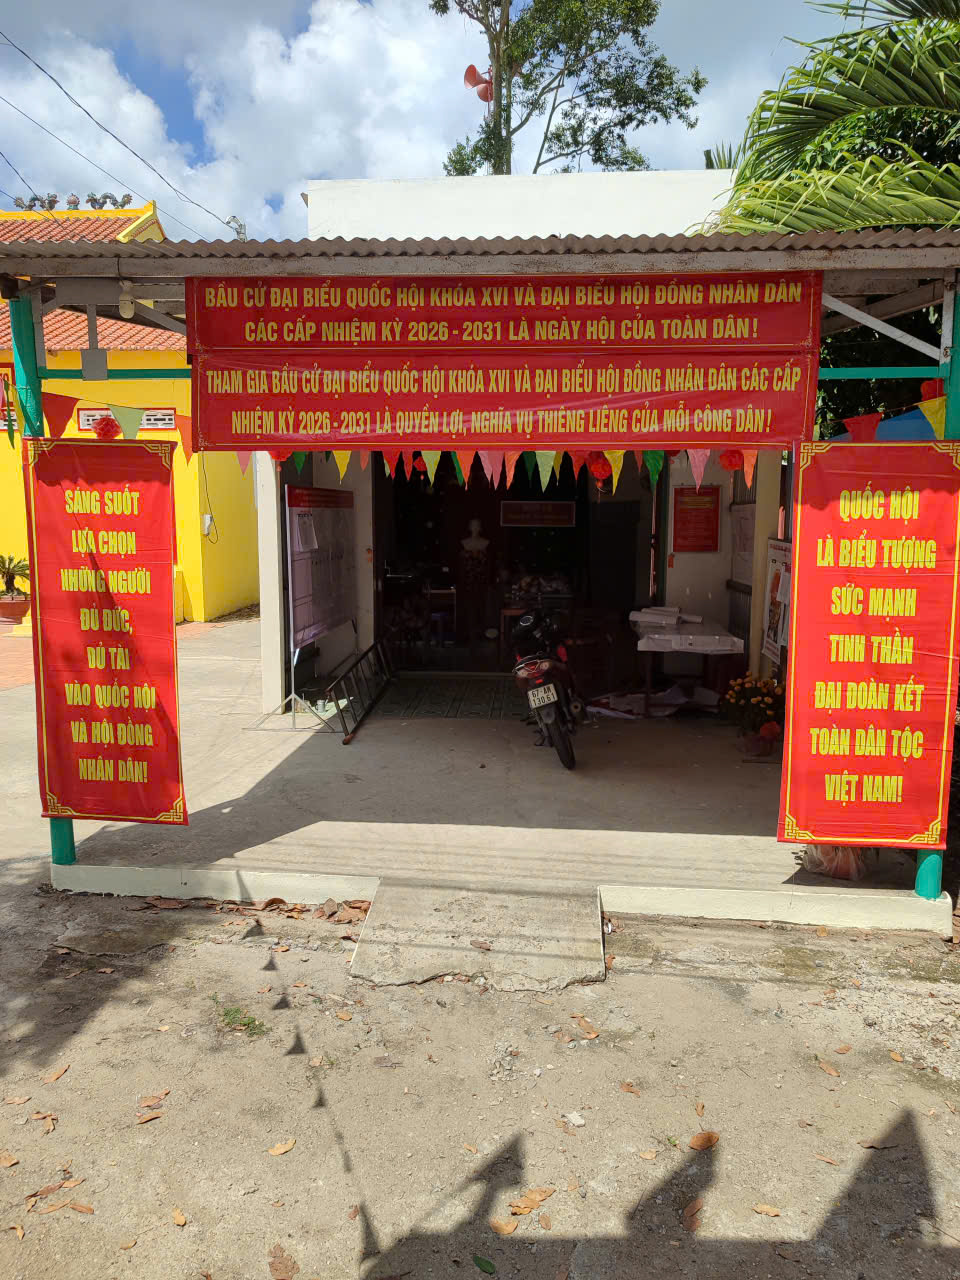 BẦU CỬ ĐẠI BIỂU QUỐC HỘI KHÓA XVI VÀ ĐẠI BIỂU HỘI ĐỒNG NHÂN DÂN
CÁC CẤP NHIỆM KỲ 2026 - 2031 LÀ NGÀY HỘI CỦA TOÀN DÂN!
THAM GIA BẦU CỬ ĐẠI BIỂU QUỐC HỘI KHÓA XVI VÀ ĐẠI BIỂU HỘI ĐỒNG NHÂN DÂN CÁC CẤP
NHIỆM KỲ 2026 - 2031 LÀ QUYỀN LỢI, NGHĨA VỤ THIÊNG LIÊNG CỦA MỖI CÔNG DÂN!
SÁNG SUỐT
LỰA CHỌN
NHỮNG NGƯỜI
ĐỦ ĐỨC,
ĐỦ TÀI
VÀO QUỐC HỘI
VÀ HỘI ĐỒNG
NHÂN DÂN!
QUỐC HỘI
LÀ BIỂU TƯỢNG
SỨC MẠNH
TINH THẦN
ĐẠI ĐOÀN KẾT
TOÀN DÂN TỘC
VIỆT NAM!
67-AM
130.61